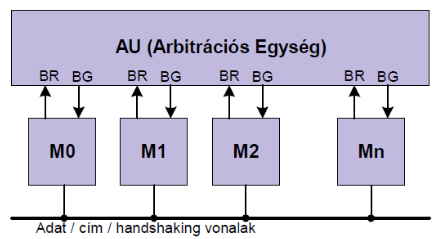 AU (Arbitrációs Egység)
BR BG BR BG BR BG BR BG
M0 M1 M2 Mn
Adat / cím / handshaking vonalak